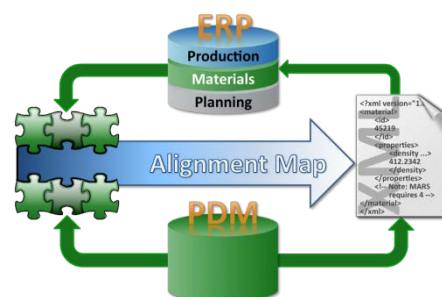 ERP
Production
Materials
Planning
Alignment Map
PDM
XML
<?xml version="1..
<material>
<id>
45219
</id>
<properties>
<density ...>
412.2342
</density>
</properties>
<!-- Note: MARS
requires 4 -->
</material>
</xml>